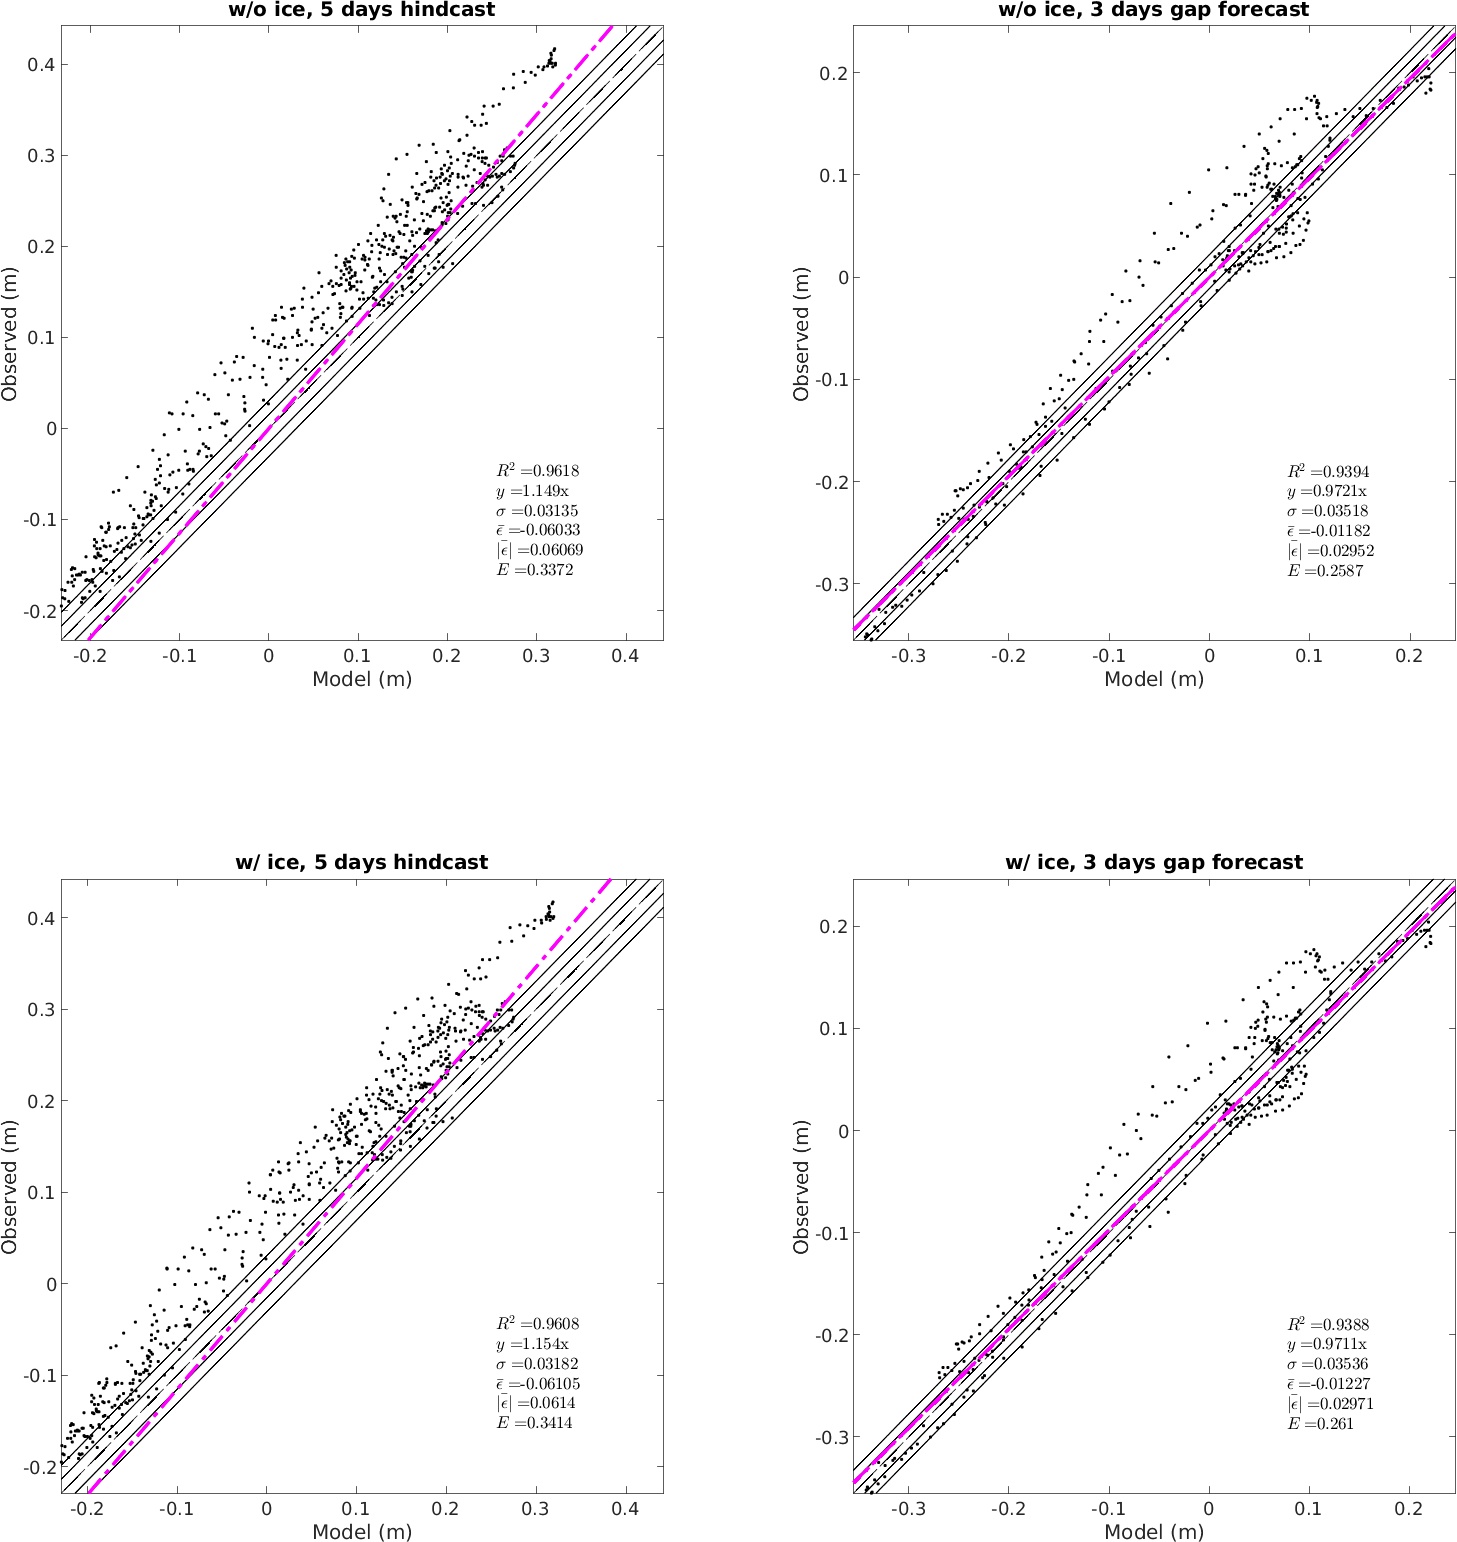 w/o ice, 5 days hindcast
0.4
0.3
0.2
0.1
0
-0.1
-0.2
Observed (m)
R² =0.9618
y =1.149x
σ =0.03135
ε̄ =-0.06033
|ε̄| =0.06069
E =0.3372
-0.2 -0.1 0 0.1 0.2 0.3 0.4
Model (m)
w/o ice, 3 days gap forecast
0.2
0.1
0
-0.1
-0.2
-0.3
Observed (m)
R² =0.9394
y =0.9721x
σ =0.03518
ε̄ =-0.01182
|ε̄| =0.02952
E =0.2587
-0.3 -0.2 -0.1 0 0.1 0.2
Model (m)
w/ ice, 5 days hindcast
0.4
0.3
0.2
0.1
0
-0.1
-0.2
Observed (m)
R² =0.9608
y =1.154x
σ =0.03182
ε̄ =-0.06105
|ε̄| =0.0614
E =0.3414
-0.2 -0.1 0 0.1 0.2 0.3 0.4
Model (m)
w/ ice, 3 days gap forecast
0.2
0.1
0
-0.1
-0.2
-0.3
Observed (m)
R² =0.9388
y =0.9711x
σ =0.03536
ε̄ =-0.01227
|ε̄| =0.02971
E =0.261
-0.3 -0.2 -0.1 0 0.1 0.2
Model (m)